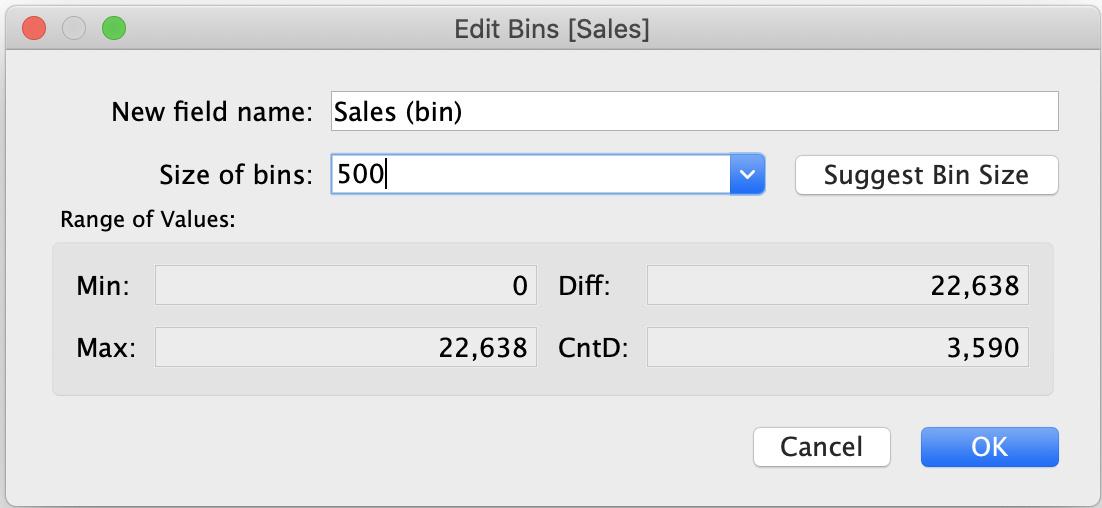 Edit Bins [Sales]
New field name: Sales (bin)
Size of bins: 500 Suggest Bin Size
Range of Values:
Min: 0 Diff: 22,638
Max: 22,638 CntD: 3,590
Cancel OK